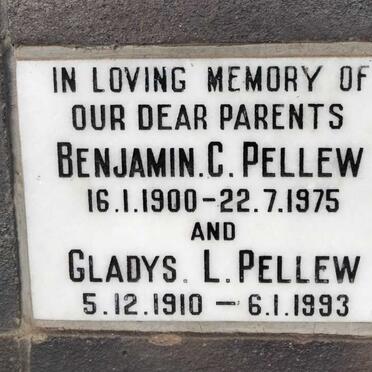 IN LOVING MEMORY OF
OUR DEAR PARENTS
BENJAMIN. C. PELLEW
16.1.1900-22.7.1975
AND
GLADYS. L. PELLEW
5.12.1910 - 6.1.1993